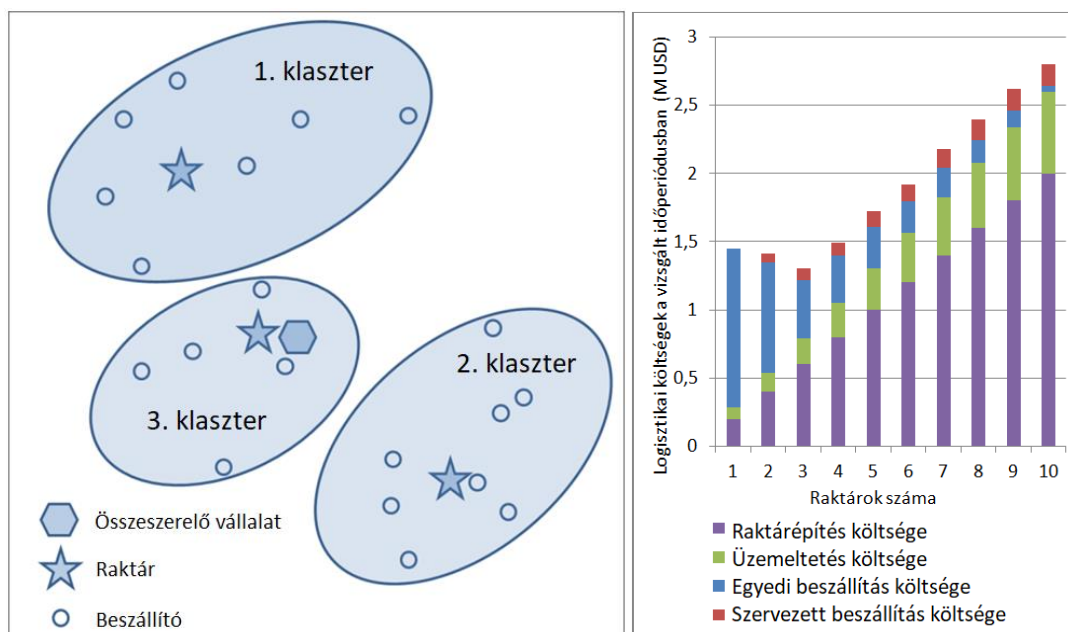 1. klaszter
2. klaszter
3. klaszter
Összeszerelő vállalat
Raktár
Beszállító
Logisztikai költségek a vizsgált időperiódusban (M USD)
3
2,5
2
1,5
1
0,5
0
1 2 3 4 5 6 7 8 9 10
Raktárok száma
Raktárépítés költsége
Üzemeltetés költsége
Egyedi beszállítás költsége
Szervezett beszállítás költsége